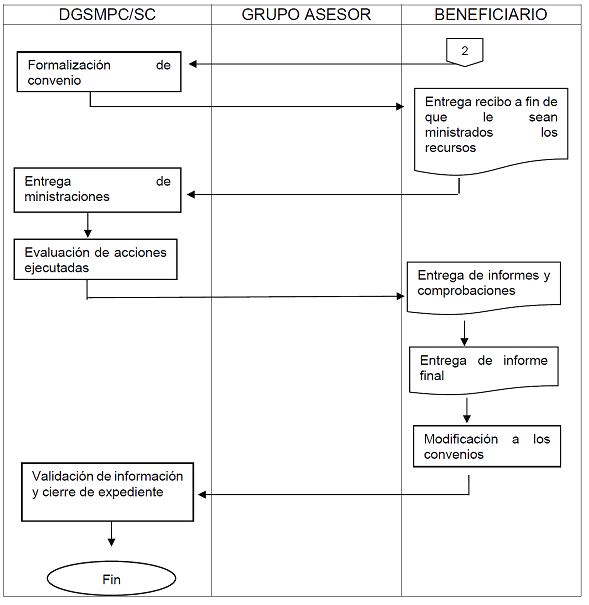 DGSMPC/SC
GRUPO ASESOR
BENEFICIARIO
2
Formalización de
convenio
Entrega recibo a fin de
que le sean
ministrados los
recursos
Entrega de
ministraciones
Evaluación de acciones
ejecutadas
Entrega de informes y
comprobaciones
Entrega de informe
final
Modificación a los
convenios
Validación de información
y cierre de expediente
Fin